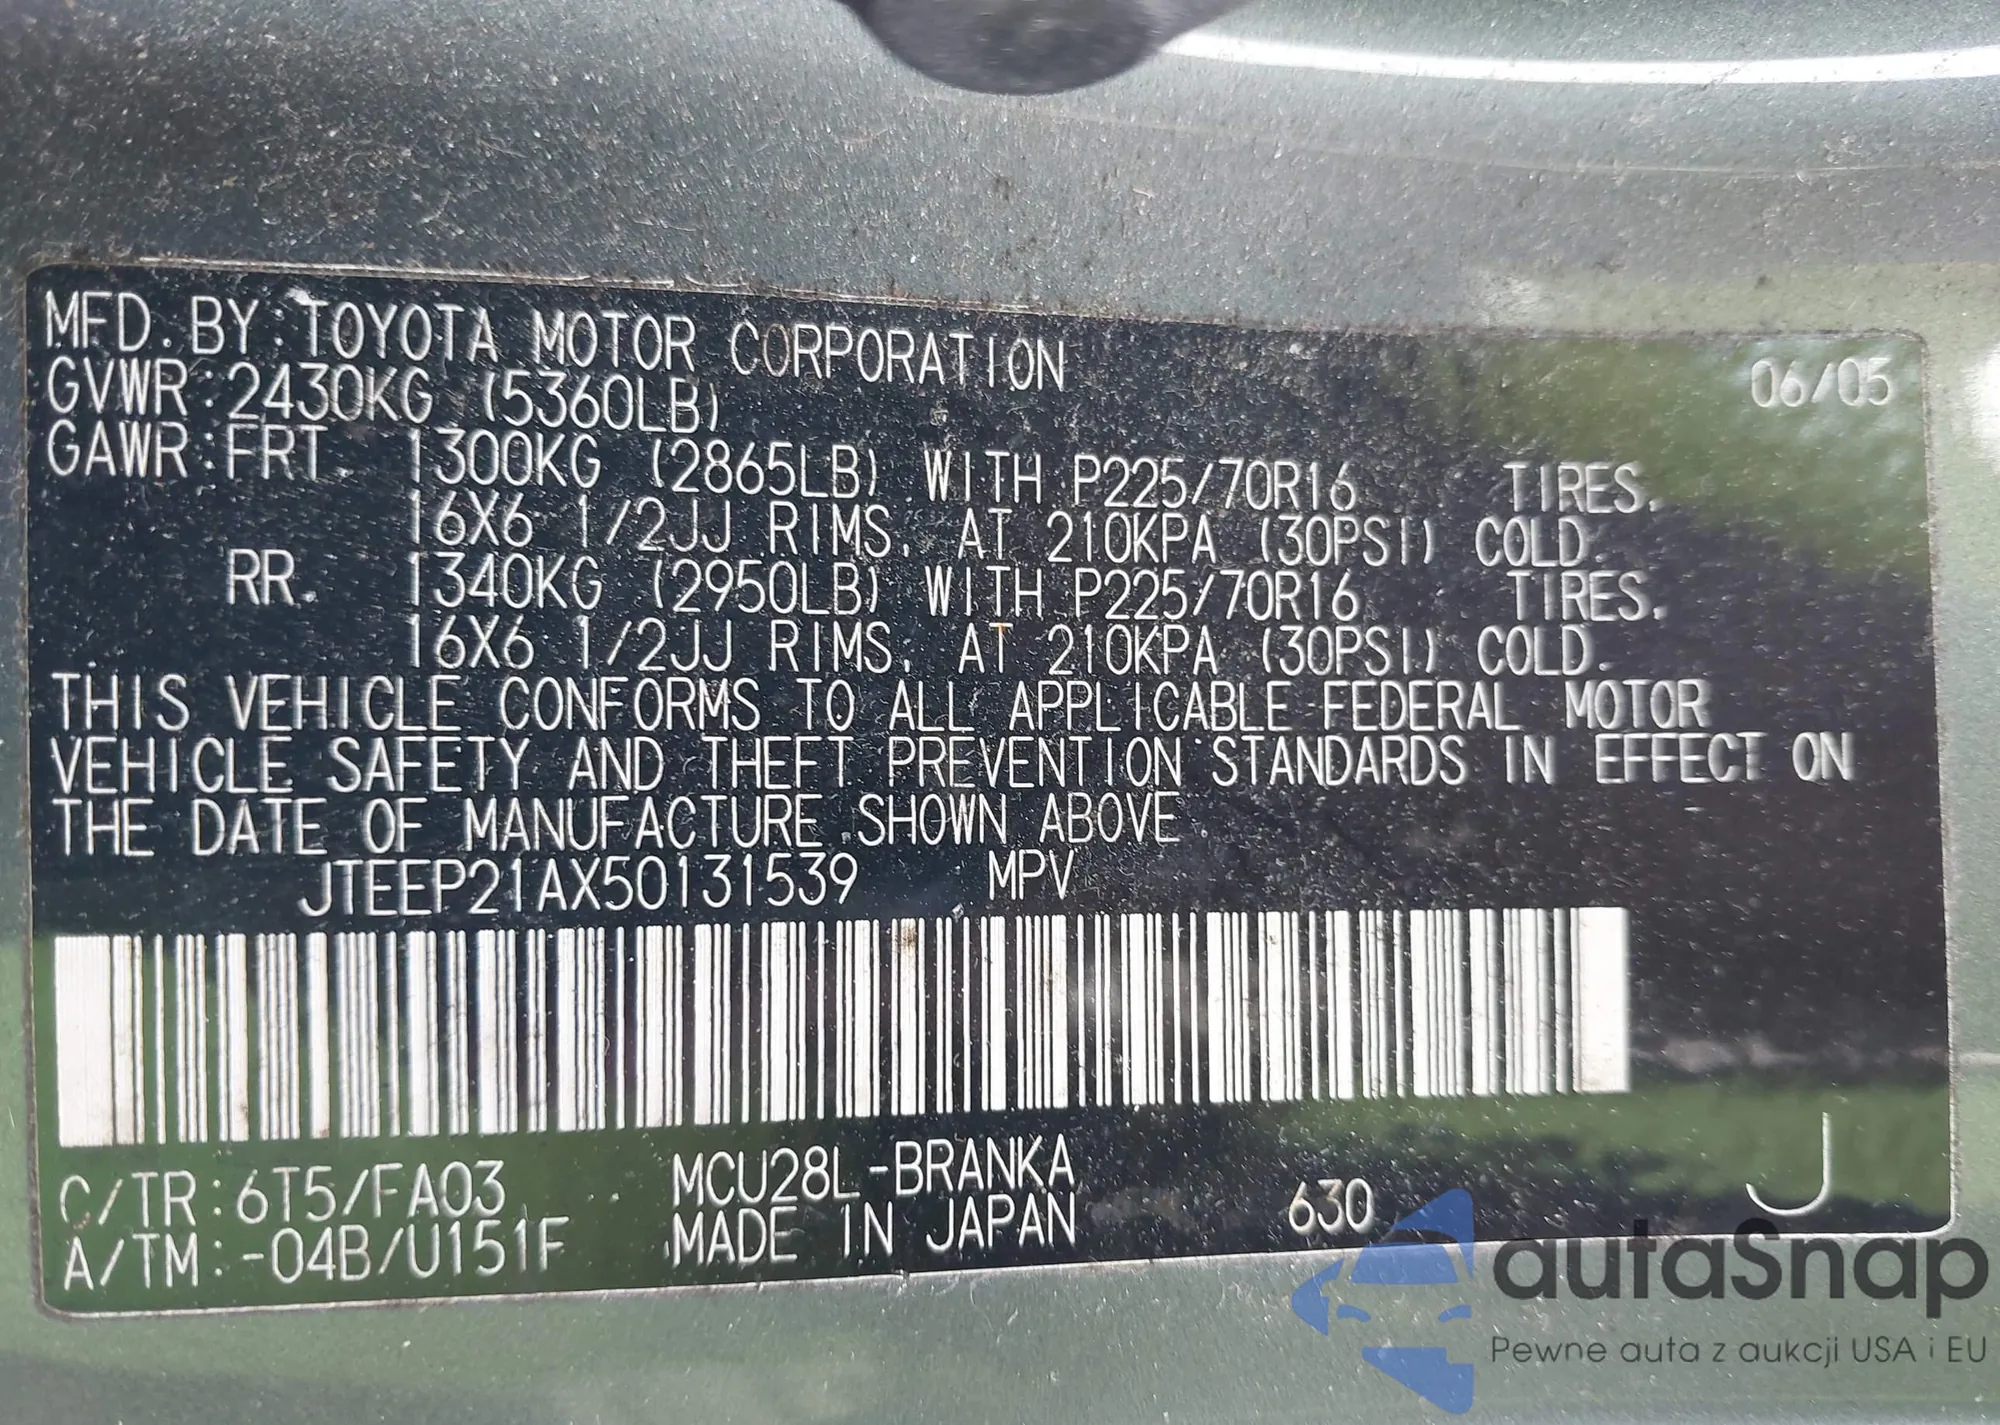 MFD. BY: TOYOTA MOTOR CORPORATION 06/05
GVWR: 2430KG (5360LB)
GAWR: FRT. 1300KG (2865LB) WITH P225/70R16 TIRES.
16X6 1/2JJ RIMS, AT 210KPA (30PSI) COLD.
RR. 1340KG (2950LB) WITH P225/70R16 TIRES.
16X6 1/2JJ RIMS, AT 210KPA (30PSI) COLD.
THIS VEHICLE CONFORMS TO ALL APPLICABLE FEDERAL MOTOR
VEHICLE SAFETY AND THEFT PREVENTION STANDARDS IN EFFECT ON
THE DATE OF MANUFACTURE SHOWN ABOVE.
JTEEP21AX50131539 MPV
C/TR: 6T5/FA03 MCU28L-BRANKA 630 J
A/TM: -04B/U151F MADE IN JAPAN
autaSnap
Pewne auta z aukcji USA i EU